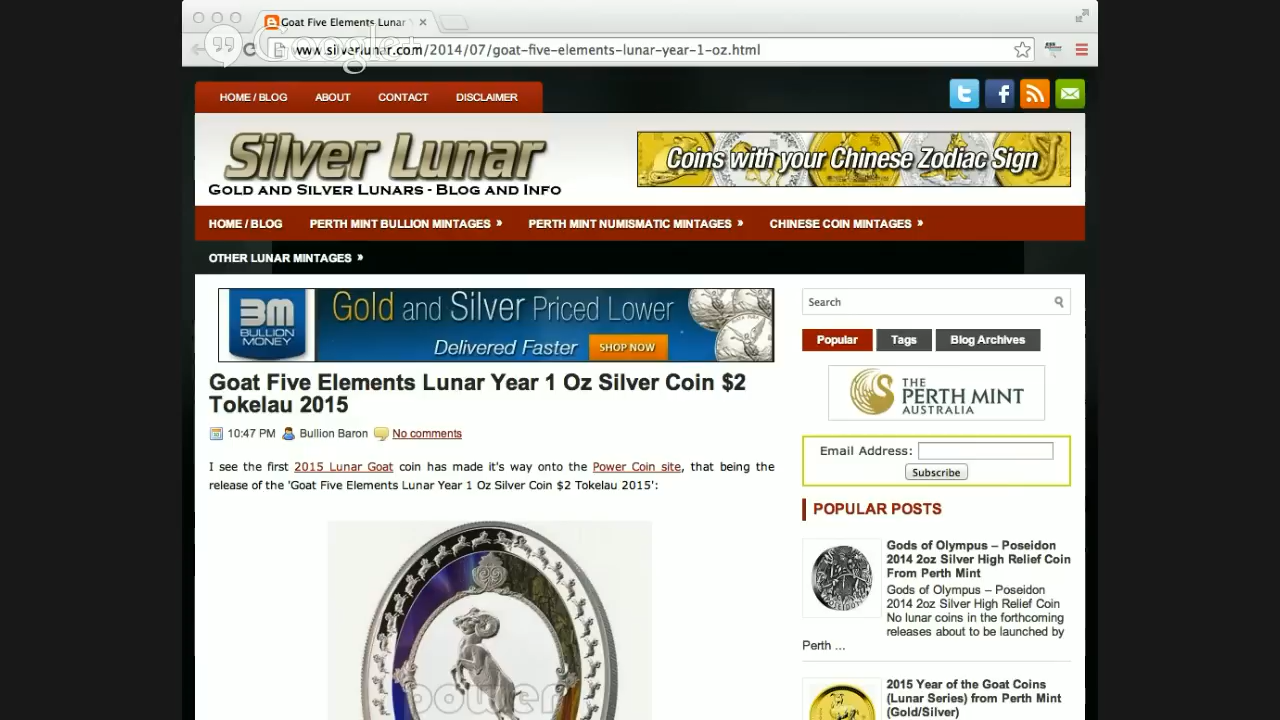 Goat Five Elements Lunar
Google+
www.silverlunar.com/2014/07/goat-five-elements-lunar-year-1-oz.html
HOME / BLOG ABOUT CONTACT DISCLAIMER
Silver Lunar
GOLD AND SILVER LUNARS - BLOG AND INFO
Coins with your Chinese Zodiac Sign
HOME / BLOG PERTH MINT BULLION MINTAGES » PERTH MINT NUMISMATIC MINTAGES » CHINESE COIN MINTAGES »
OTHER LUNAR MINTAGES »
3M
BULLION
MONEY
Gold and Silver Priced Lower
Delivered Faster SHOP NOW
Goat Five Elements Lunar Year 1 Oz Silver Coin $2
Tokelau 2015
10:47 PM Bullion Baron No comments
I see the first 2015 Lunar Goat coin has made it's way onto the Power Coin site, that being the
release of the 'Goat Five Elements Lunar Year 1 Oz Silver Coin $2 Tokelau 2015':
power
Search
Popular Tags Blog Archives
THE
PERTH MINT
AUSTRALIA
Email Address:
Subscribe
POPULAR POSTS
Gods of Olympus – Poseidon
2014 2oz Silver High Relief Coin
From Perth Mint
Gods of Olympus – Poseidon
2014 2oz Silver High Relief Coin
No lunar coins in the forthcoming
releases about to be launched by
Perth ...
2015 Year of the Goat Coins
(Lunar Series) from Perth Mint
(Gold/Silver)